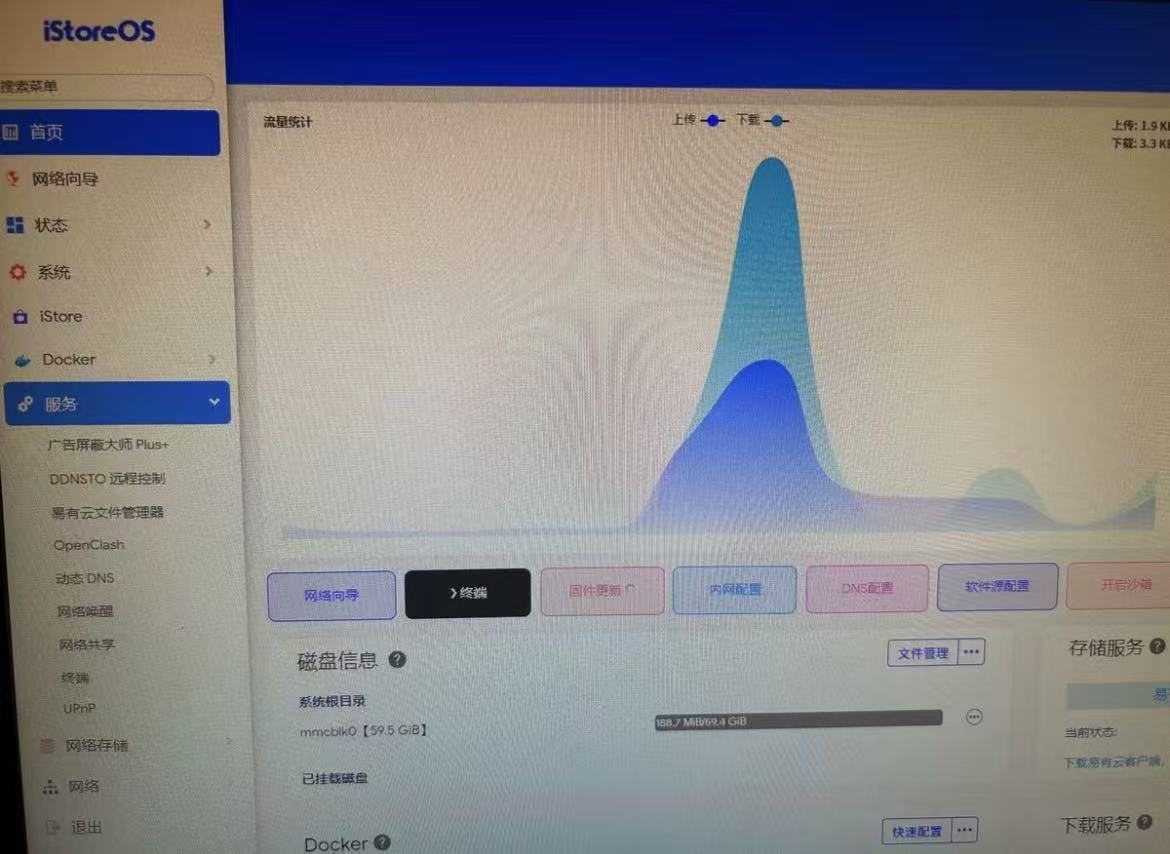 iStoreOS
搜索菜单
首页
网络向导
状态
系统
iStore
Docker
服务
广告屏蔽大师 Plus+
DDNSTO 远程控制
易有云文件管理器
OpenClash
动态 DNS
网络唤醒
网络共享
终端
UPnP
网络存储
网络
退出
流量统计
上传 下载
上传: 1.9 K
下载: 3.3 K
网络向导 终端 固件更新 内网配置 DNS配置 软件源配置 开启沙箱
磁盘信息 ?
文件管理 •••
系统根目录
mmcblk0【59.5 GiB】
168.7 MiB/59.4 GiB
已挂载磁盘
Docker ?
快速配置 •••
存储服务 ?
易
当前状态:
下载易有云客户端,
下载服务 ?